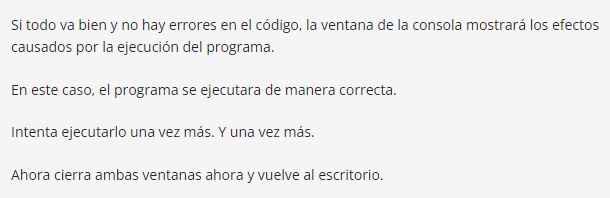 Si todo va bien y no hay errores en el código, la ventana de la consola mostrará los efectos
causados por la ejecución del programa.
En este caso, el programa se ejecutara de manera correcta.
Intenta ejecutarlo una vez más. Y una vez más.
Ahora cierra ambas ventanas ahora y vuelve al escritorio.